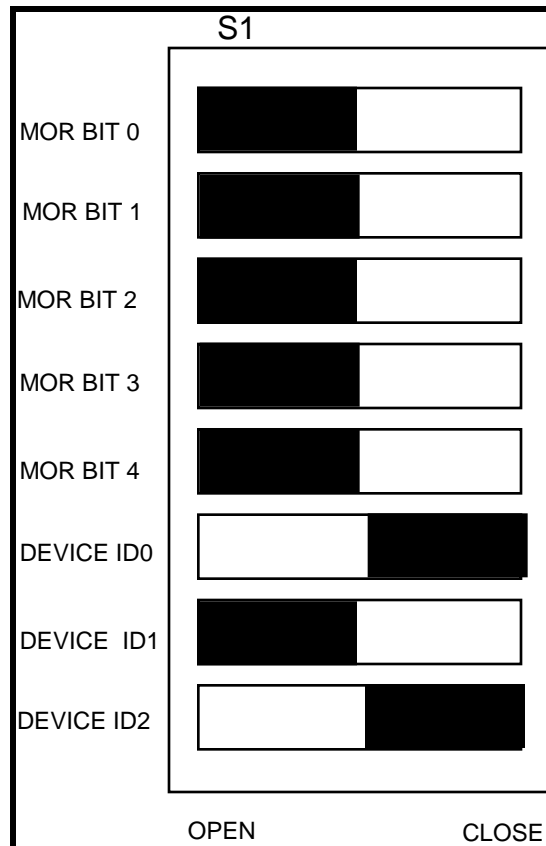 S1
MOR BIT 0
MOR BIT 1
MOR BIT 2
MOR BIT 3
MOR BIT 4
DEVICE ID0
DEVICE ID1
DEVICE ID2
OPEN CLOSE